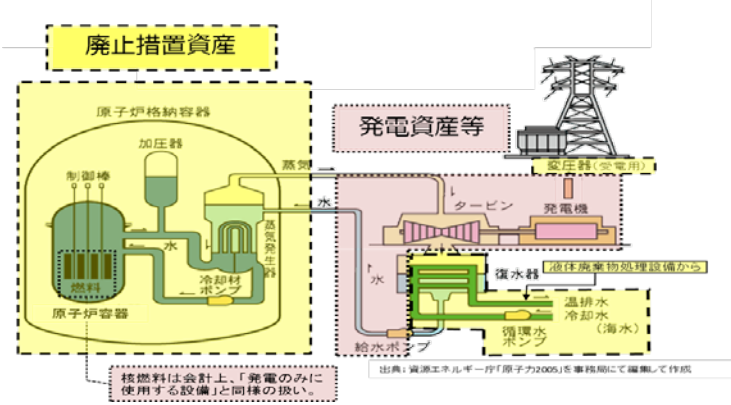 廃止措置資産
原子炉格納容器
加圧器
制御棒
蒸気
水
水
蒸気発生器
冷却材
ポンプ
燃料
原子炉容器
発電資産等
変圧器(受電用)
タービン
発電機
復水器
液体廃棄物処理設備から
水
温排水
冷却水
(海水)
循環水
ポンプ
給水ポンプ
核燃料は会計上、「発電のみに
使用する設備」と同様の扱い。
出典:資源エネルギー庁「原子力2005」を事務局にて編集して作成